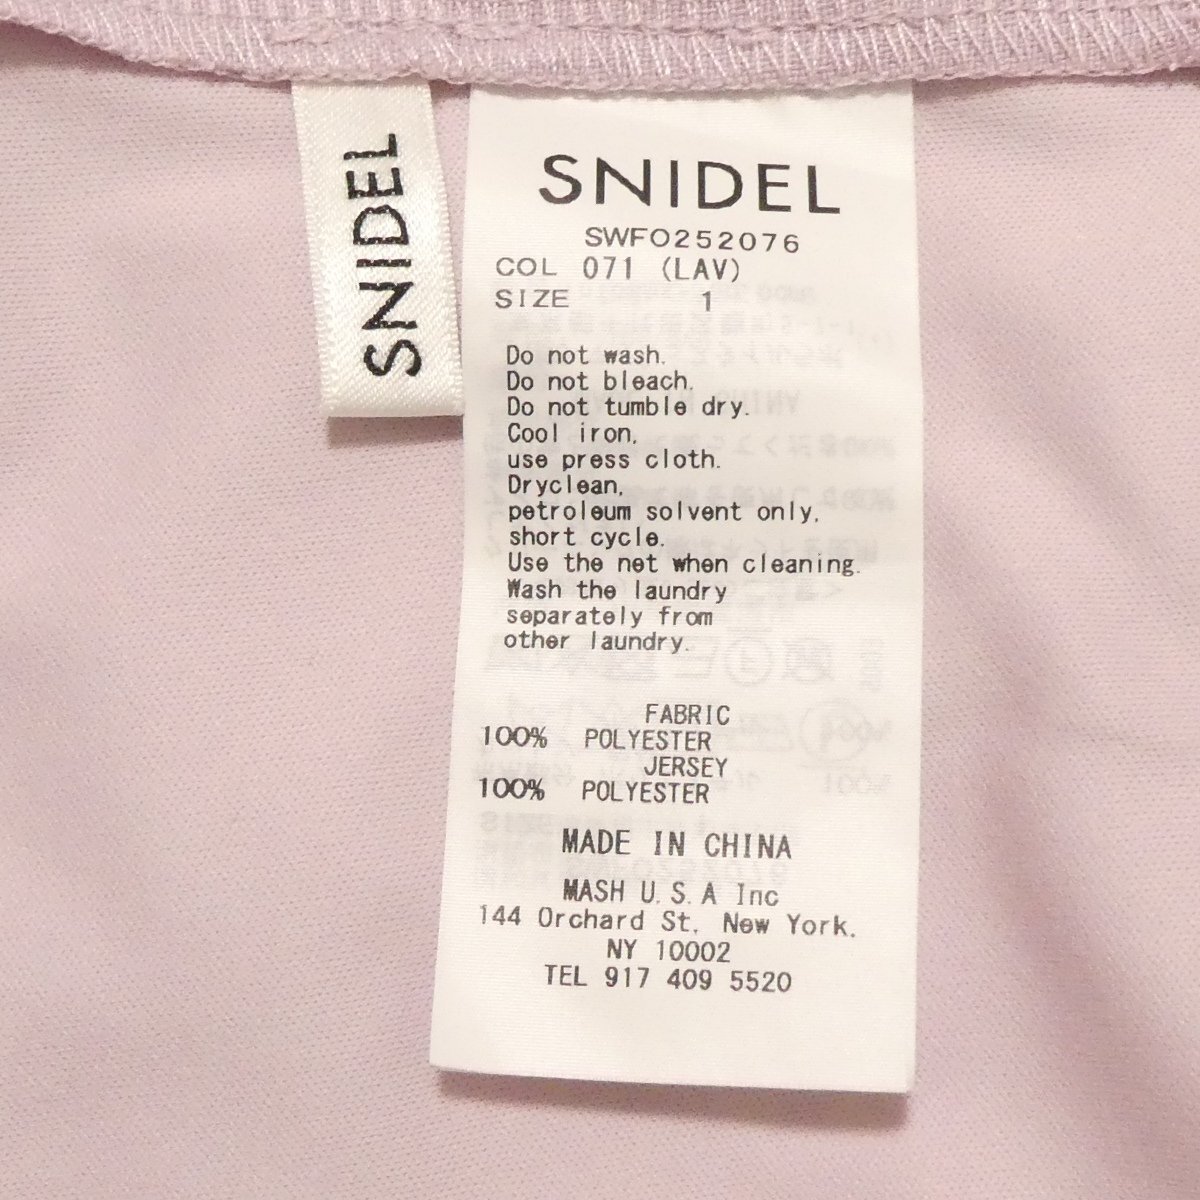 SNIDEL
SNIDEL
SWFO252076
COL 071 (LAV)
SIZE 1
Do not wash.
Do not bleach.
Do not tumble dry.
Cool iron,
use press cloth.
Dryclean,
petroleum solvent only,
short cycle.
Use the net when cleaning.
Wash the laundry
separately from
other laundry.
FABRIC
100% POLYESTER
JERSEY
100% POLYESTER
MADE IN CHINA
MASH U.S.A Inc
144 Orchard St, New York.
NY 10002
TEL 917 409 5520